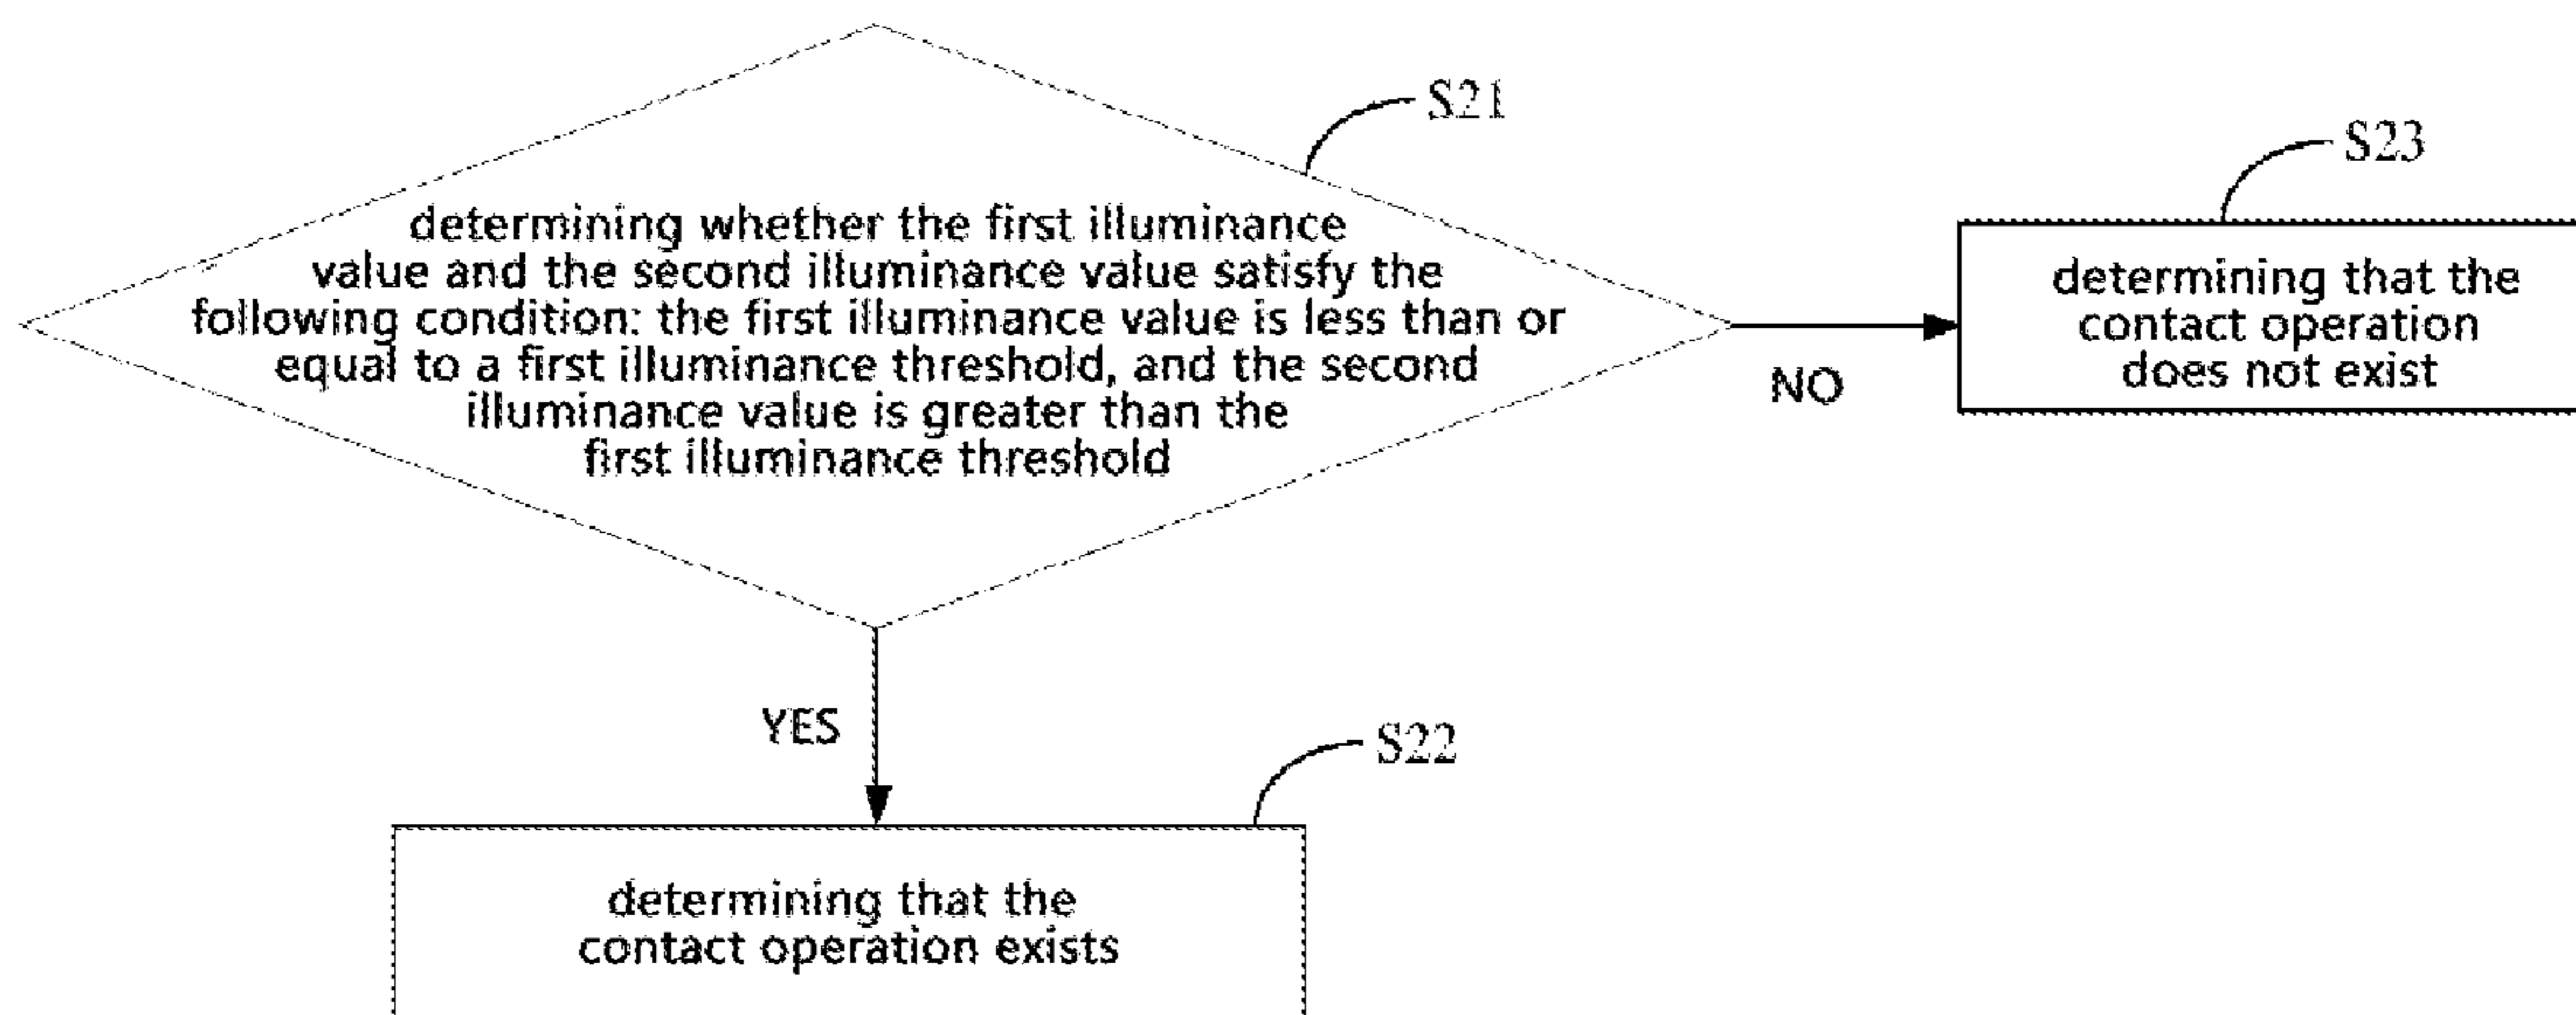 S21
determining whether the first illuminance
value and the second illuminance value satisfy the
following condition: the first illuminance value is less than or
equal to a first illuminance threshold, and the second
illuminance value is greater than the
first illuminance threshold
S23
determining that the
contact operation
does not exist
NO
YES
S22
determining that the
contact operation exists